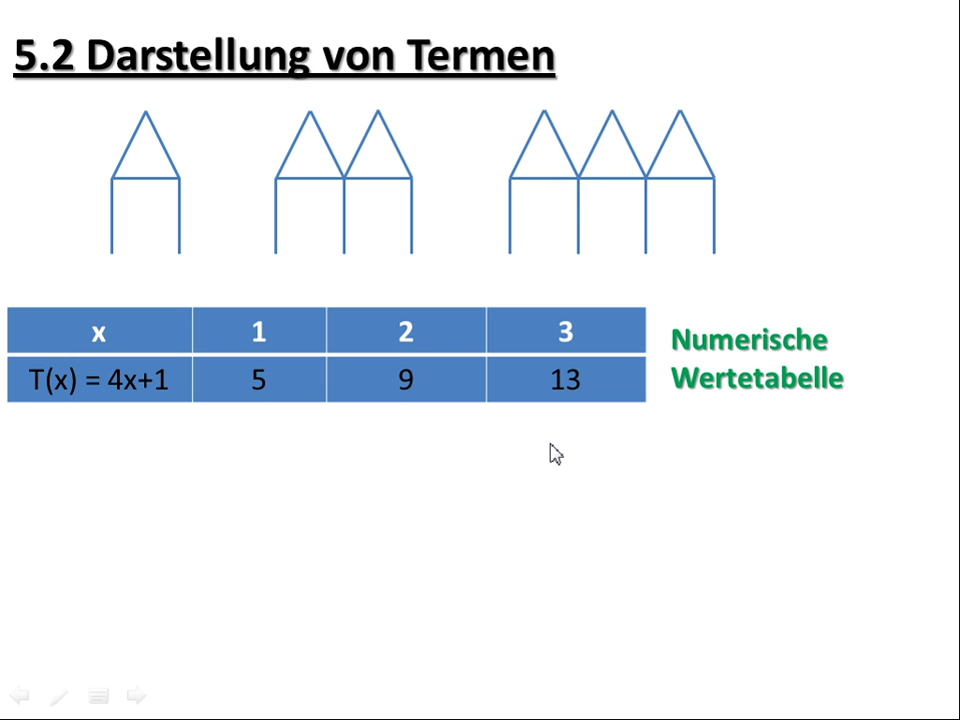 5.2 Darstellung von Termen
x 1 2 3
T(x) = 4x+1 5 9 13
Numerische
Wertetabelle